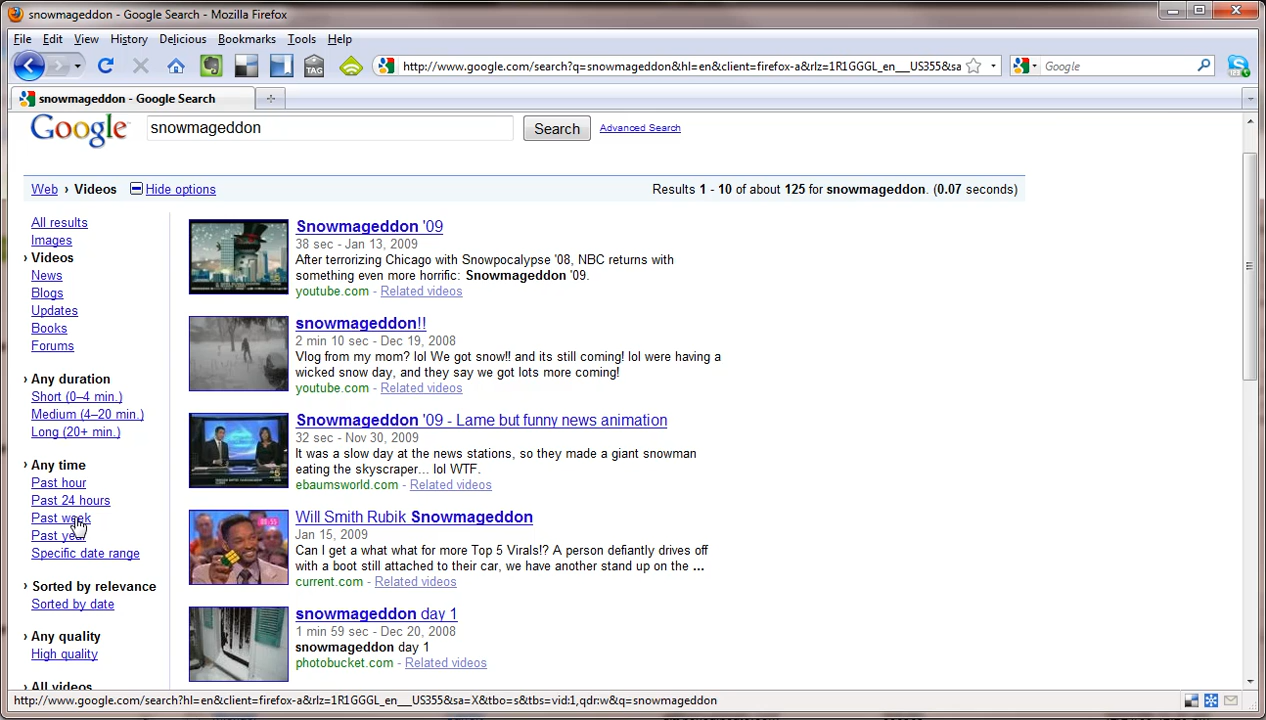 snowmageddon - Google Search - Mozilla Firefox
File Edit View History Delicious Bookmarks Tools Help
TAG
http://www.google.com/search?q=snowmageddon&hl=en&client=firefox-a&rlz=1R1GGGL_en___US355&sa
Google
snowmageddon - Google Search
Google
snowmageddon
Search
Advanced Search
Web › Videos Hide options
Results 1 - 10 of about 125 for snowmageddon. (0.07 seconds)
All results
Images
› Videos
News
Blogs
Updates
Books
Forums
› Any duration
Short (0–4 min.)
Medium (4–20 min.)
Long (20+ min.)
› Any time
Past hour
Past 24 hours
Past week
Past year
Specific date range
› Sorted by relevance
Sorted by date
› Any quality
High quality
› All videos
Snowmageddon '09
38 sec - Jan 13, 2009
After terrorizing Chicago with Snowpocalypse '08, NBC returns with
something even more horrific: Snowmageddon '09.
youtube.com - Related videos
snowmageddon!!
2 min 10 sec - Dec 19, 2008
Vlog from my mom? lol We got snow!! and its still coming! lol were having a
wicked snow day, and they say we got lots more coming!
youtube.com - Related videos
Snowmageddon '09 - Lame but funny news animation
32 sec - Nov 30, 2009
It was a slow day at the news stations, so they made a giant snowman
eating the skyscraper... lol WTF.
ebaumsworld.com - Related videos
Will Smith Rubik Snowmageddon
Jan 15, 2009
Can I get a what what for more Top 5 Virals!? A person defiantly drives off
with a boot still attached to their car, we have another stand up on the ...
current.com - Related videos
snowmageddon day 1
1 min 59 sec - Dec 20, 2008
snowmageddon day 1
photobucket.com - Related videos
http://www.google.com/search?hl=en&client=firefox-a&rlz=1R1GGGL_en___US355&sa=X&tbo=s&tbs=vid:1,qdr:w&q=snowmageddon